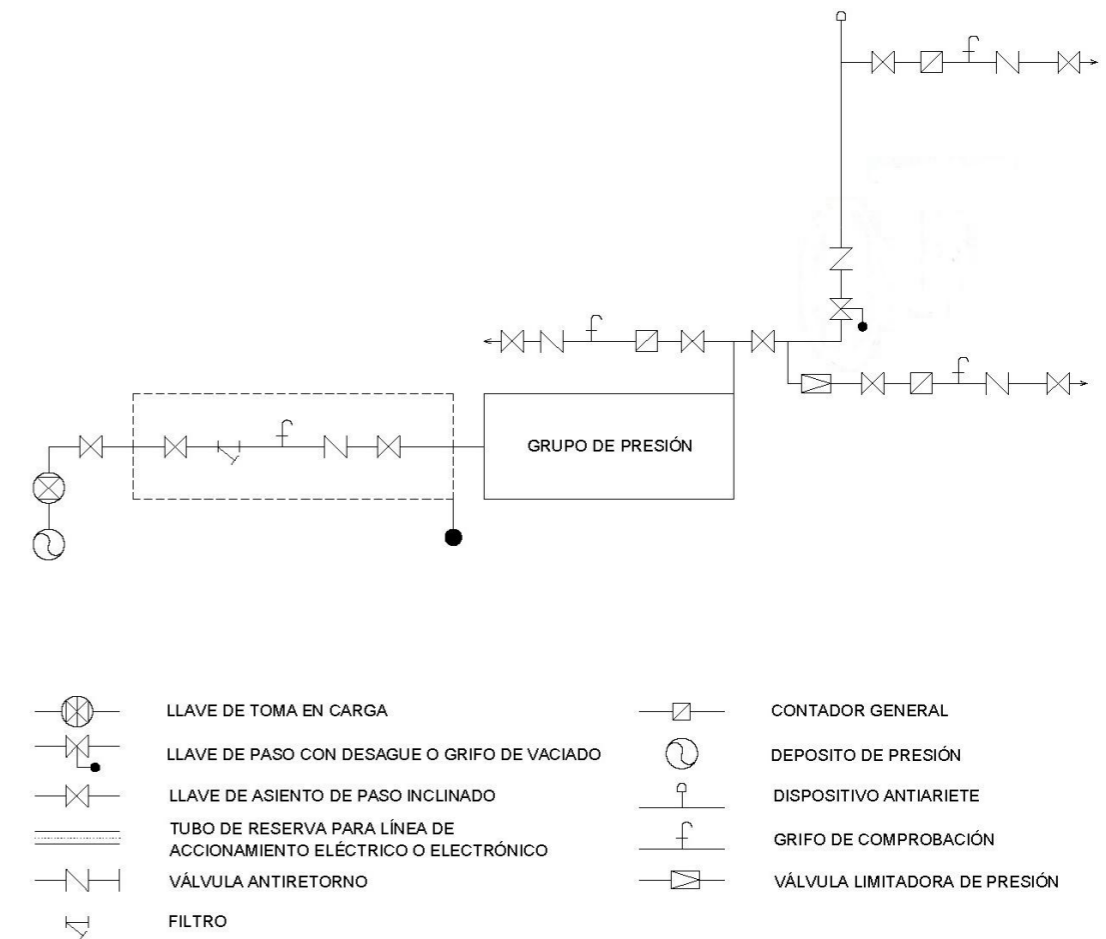 GRUPO DE PRESIÓN
LLAVE DE TOMA EN CARGA
LLAVE DE PASO CON DESAGUE O GRIFO DE VACIADO
LLAVE DE ASIENTO DE PASO INCLINADO
TUBO DE RESERVA PARA LÍNEA DE
ACCIONAMIENTO ELÉCTRICO O ELECTRÓNICO
VÁLVULA ANTIRETORNO
FILTRO
CONTADOR GENERAL
DEPOSITO DE PRESIÓN
DISPOSITIVO ANTIARIETE
GRIFO DE COMPROBACIÓN
VÁLVULA LIMITADORA DE PRESIÓN